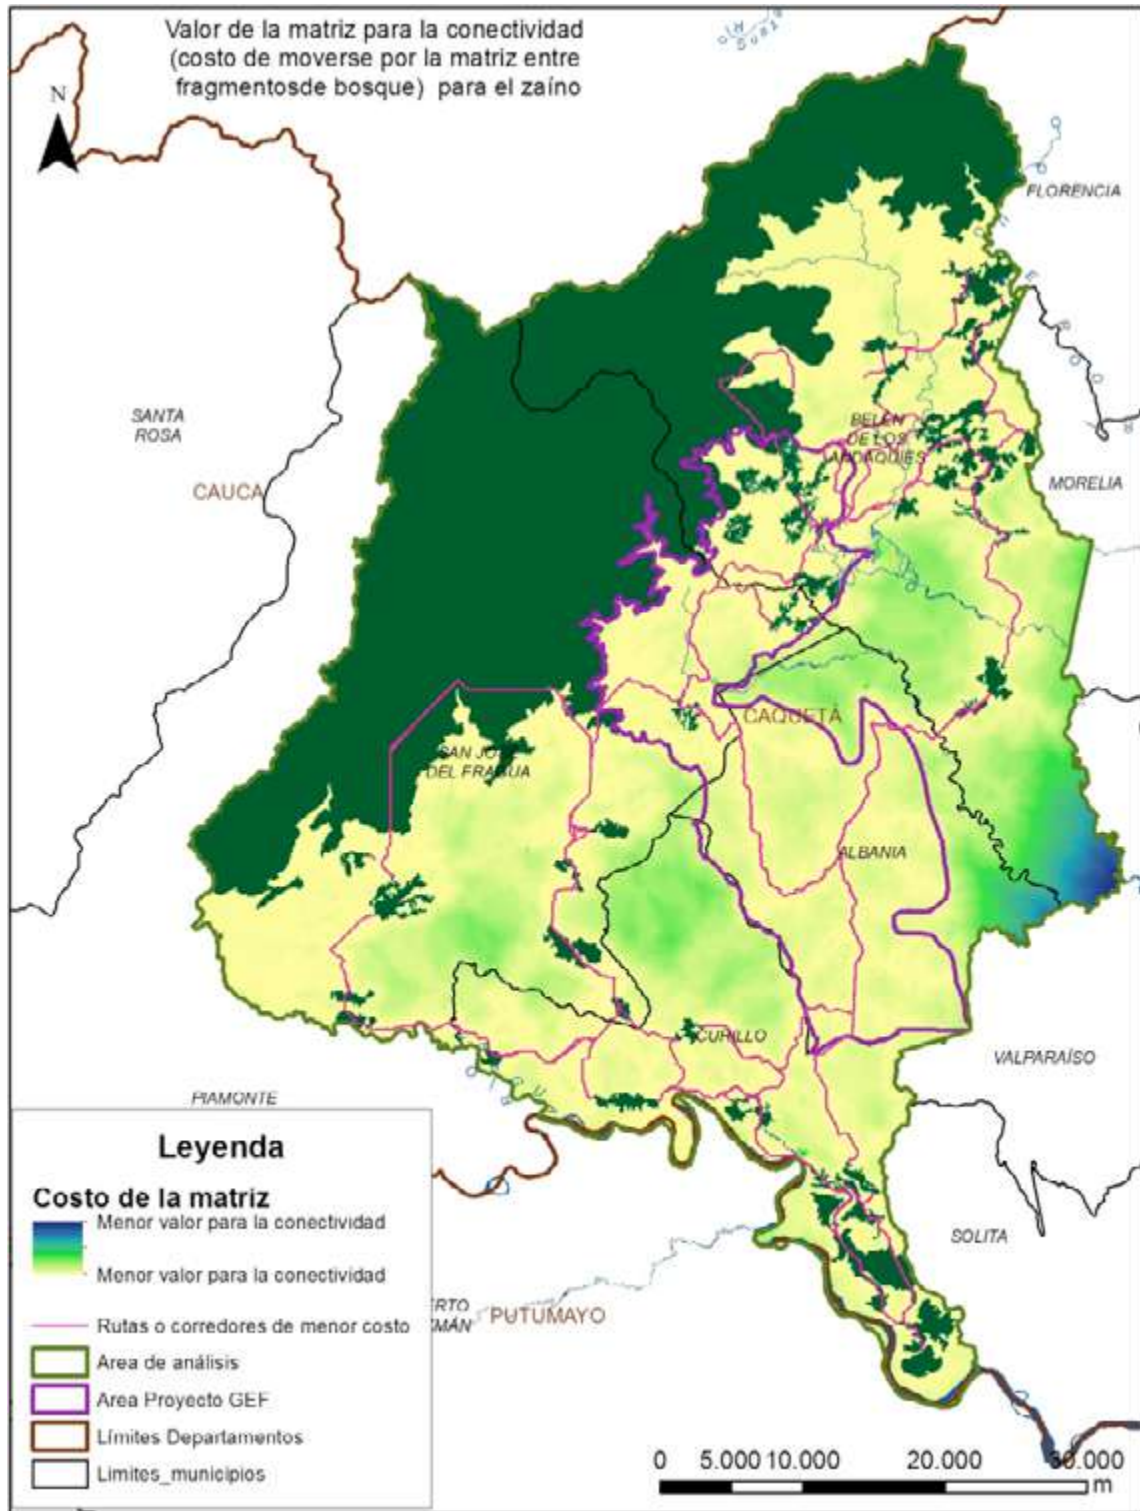 Valor de la matriz para la conectividad
(costo de moverse por la matriz entre
fragmentosde bosque) para el zaíno
N
FLORENCIA
SANTA
ROSA
CAUCA
BELÉN
DE LOS
ANDAQUIES
MORELIA
CAQUETÁ
SAN JOSÉ
DEL FRAGUA
ALBANIA
CURILLO
VALPARAÍSO
PIAMONTE
SOLITA
PUTUMAYO
Leyenda
Costo de la matriz
Menor valor para la conectividad
Menor valor para la conectividad
Rutas o corredores de menor costo
Area de análisis
Area Proyecto GEF
Límites Departamentos
Limites_municipios
0 5.000 10.000 20.000 30.000
m